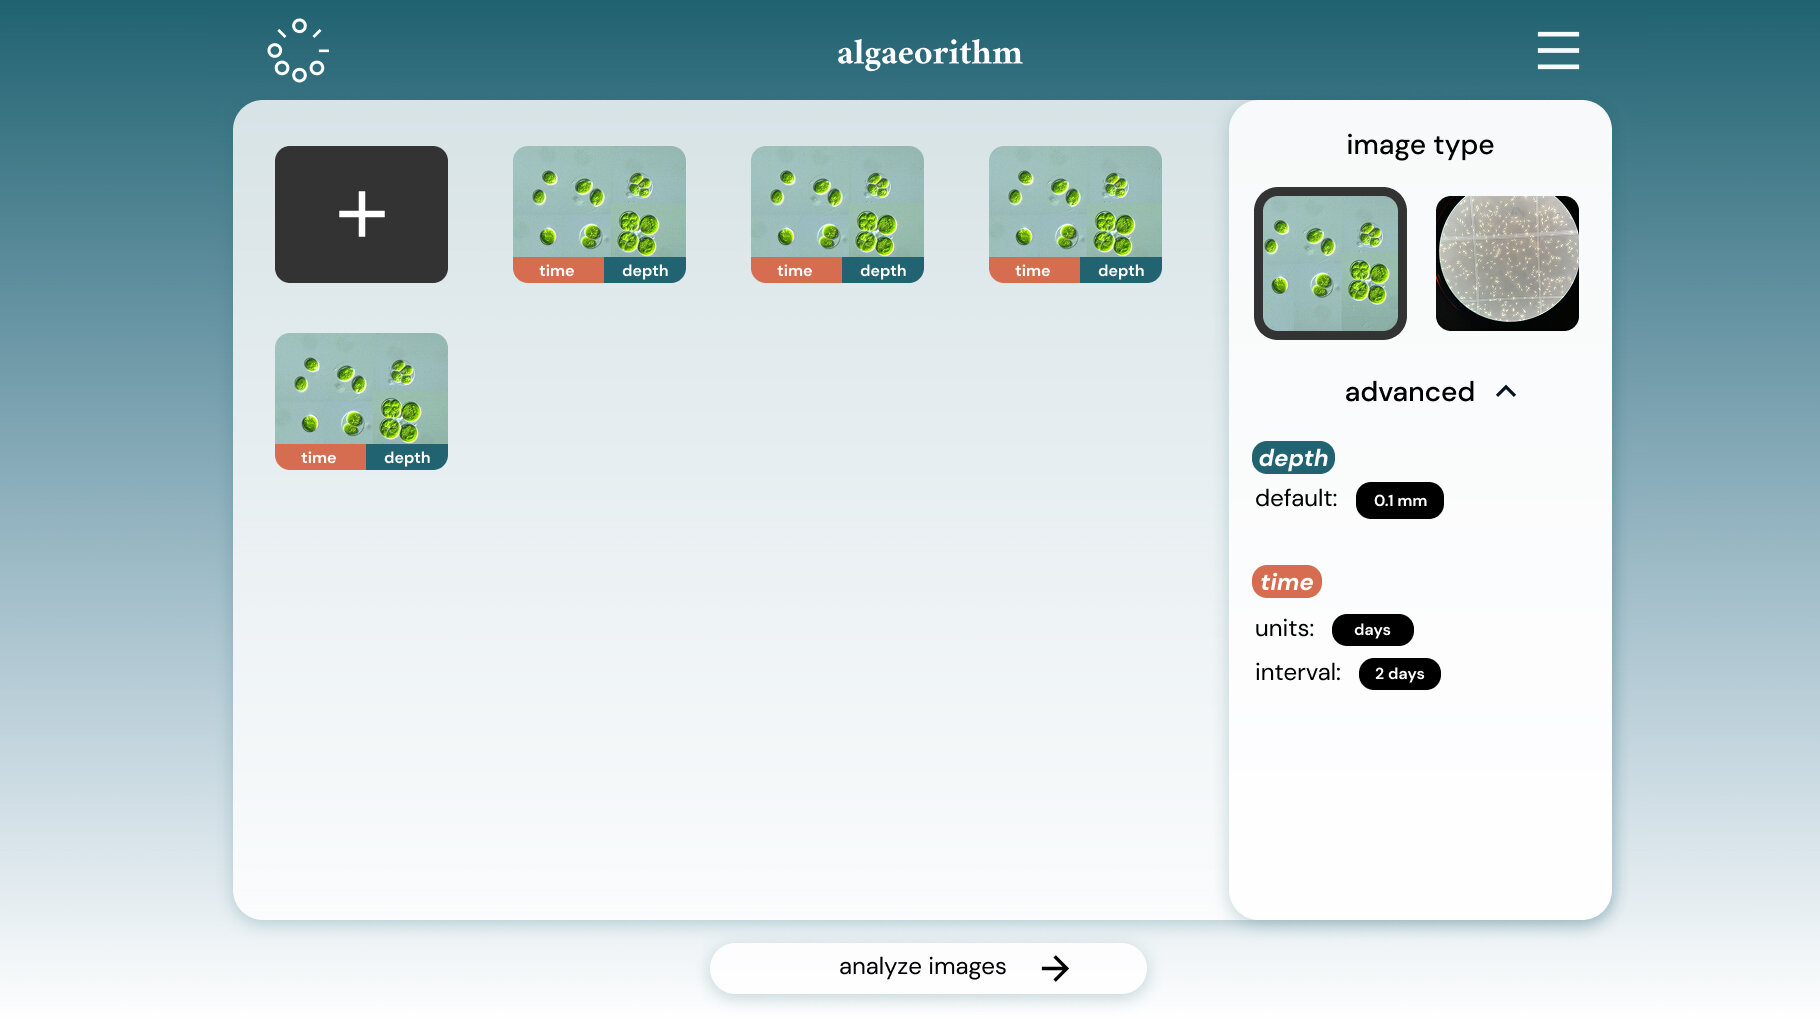 algaeorithm
image type
time depth
time depth
time depth
time depth
advanced
depth
default: 0.1 mm
time
units: days
interval: 2 days
analyze images